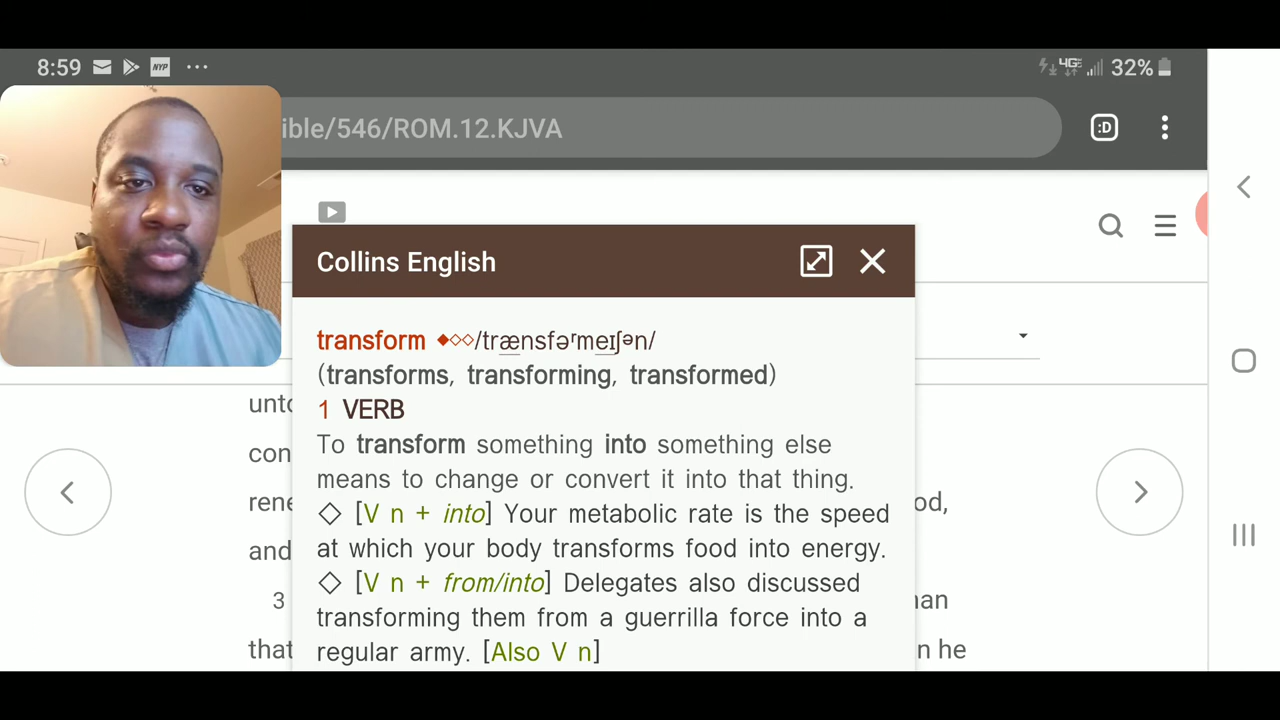 8:59 NYP ... 4GE 32%
ible/546/ROM.12.KJVA :D
Collins English
transform ◆◇◇/trænsfəʳmeɪʃᵊn/
(transforms, transforming, transformed)
unto
1 VERB
con
To transform something into something else
means to change or convert it into that thing.
rene
◇ [V n + into] Your metabolic rate is the speed
od,
and
at which your body transforms food into energy.
◇ [V n + from/into] Delegates also discussed
3
transforming them from a guerrilla force into a
that
regular army. [Also V n]
n he